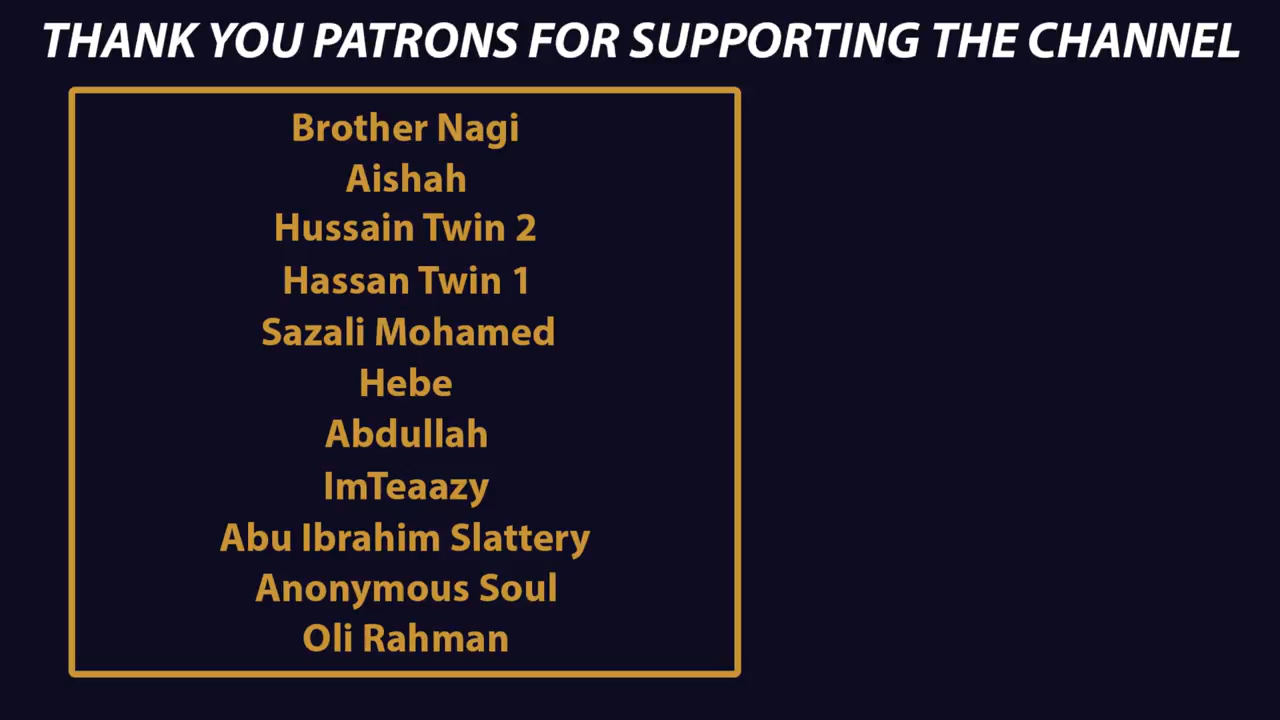 THANK YOU PATRONS FOR SUPPORTING THE CHANNEL
Brother Nagi
Aishah
Hussain Twin 2
Hassan Twin 1
Sazali Mohamed
Hebe
Abdullah
ImTeaazy
Abu Ibrahim Slattery
Anonymous Soul
Oli Rahman